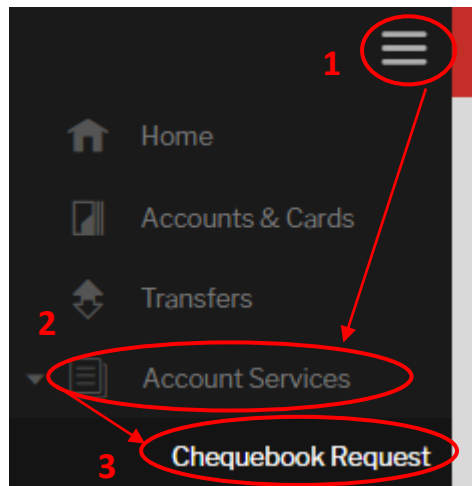 1
Home
Accounts & Cards
Transfers
2
Account Services
3 Chequebook Request